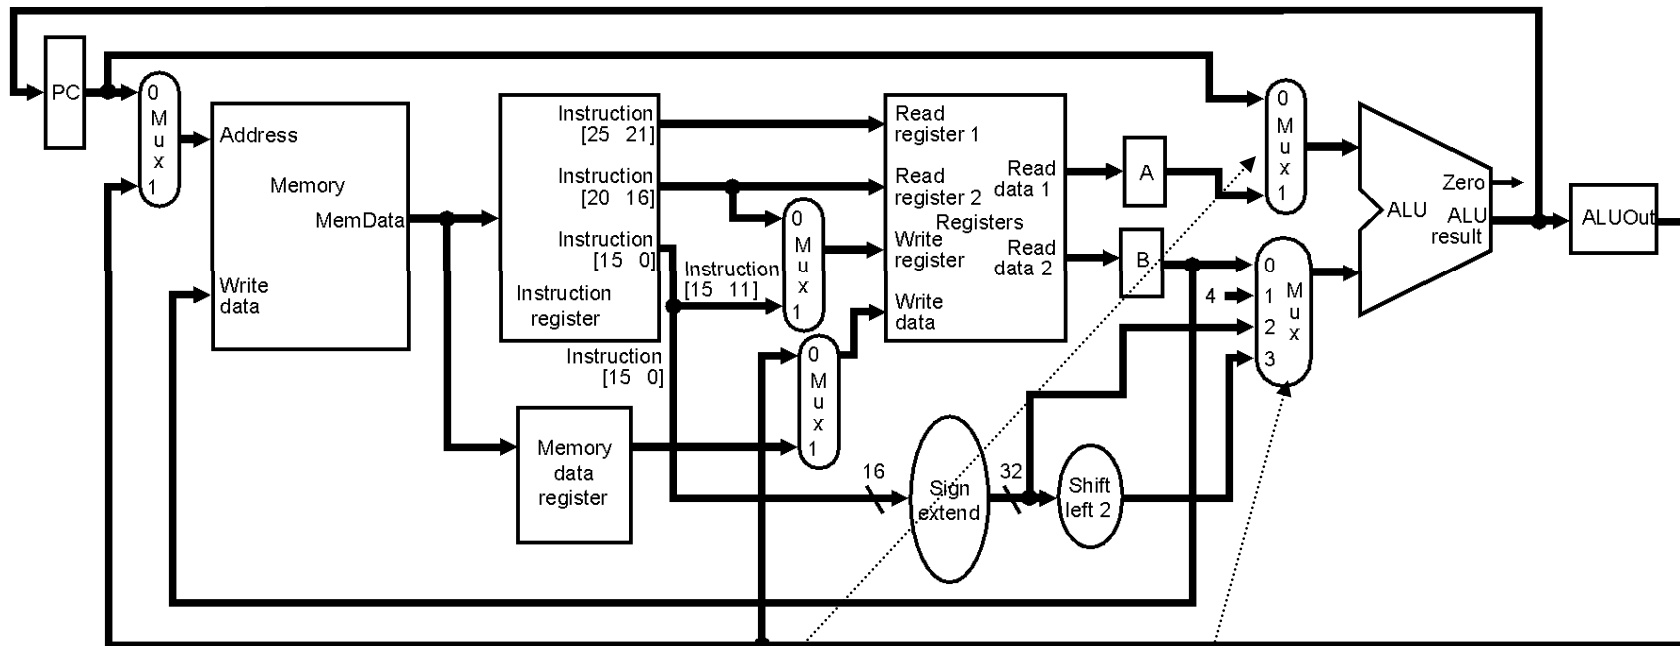 PC
0
M
u
x
1
Address
Memory
MemData
Write
data
Instruction
[25 21]
Instruction
[20 16]
Instruction
[15 0]
Instruction
register
Instruction
[15 11]
Instruction
[15 0]
0
M
u
x
1
0
M
u
x
1
Memory
data
register
Read
register 1
Read
register 2
Registers
Write
register
Write
data
Read
data 1
Read
data 2
16
Sign
extend
32
Shift
left 2
A
B
4
0
M
u
x
1
0
1
2
3
M
u
x
ALU
Zero
ALU
result
ALUOut